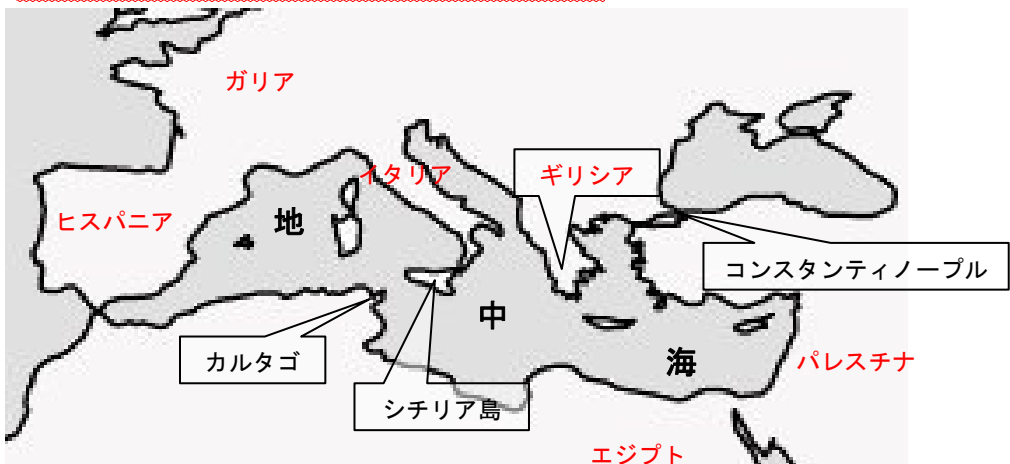 ガリア
イタリア
ギリシア
ヒスパニア
地
コンスタンティノープル
中
カルタゴ
海
パレスチナ
シチリア島
エジプト